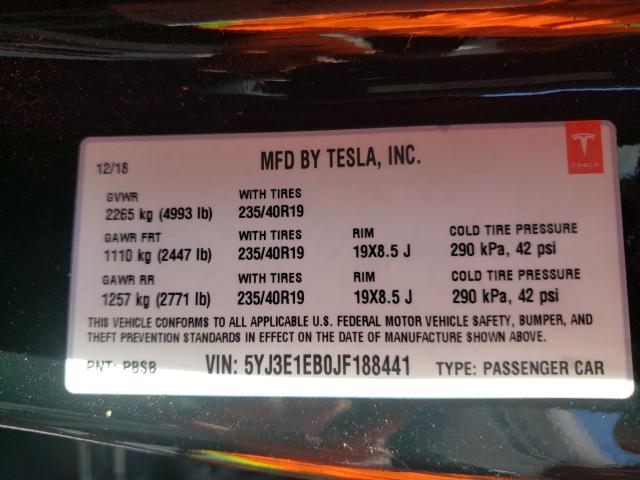 12/18 MFD BY TESLA, INC. TESLA
GVWR WITH TIRES
2265 kg (4993 lb) 235/40R19
GAWR FRT WITH TIRES RIM COLD TIRE PRESSURE
1110 kg (2447 lb) 235/40R19 19X8.5 J 290 kPa, 42 psi
GAWR RR WITH TIRES RIM COLD TIRE PRESSURE
1257 kg (2771 lb) 235/40R19 19X8.5 J 290 kPa, 42 psi
THIS VEHICLE CONFORMS TO ALL APPLICABLE U.S. FEDERAL MOTOR VEHICLE SAFETY, BUMPER, AND
THEFT PREVENTION STANDARDS IN EFFECT ON THE DATE OF MANUFACTURE SHOWN ABOVE.
PNT: PBSB VIN: 5YJ3E1EB0JF188441 TYPE: PASSENGER CAR